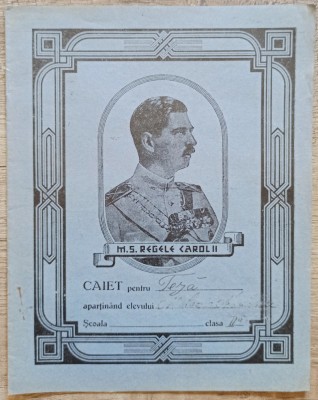 M.S. REGELE CAROL II
CAIET pentru Teză
aparținând elevului
Școala clasa